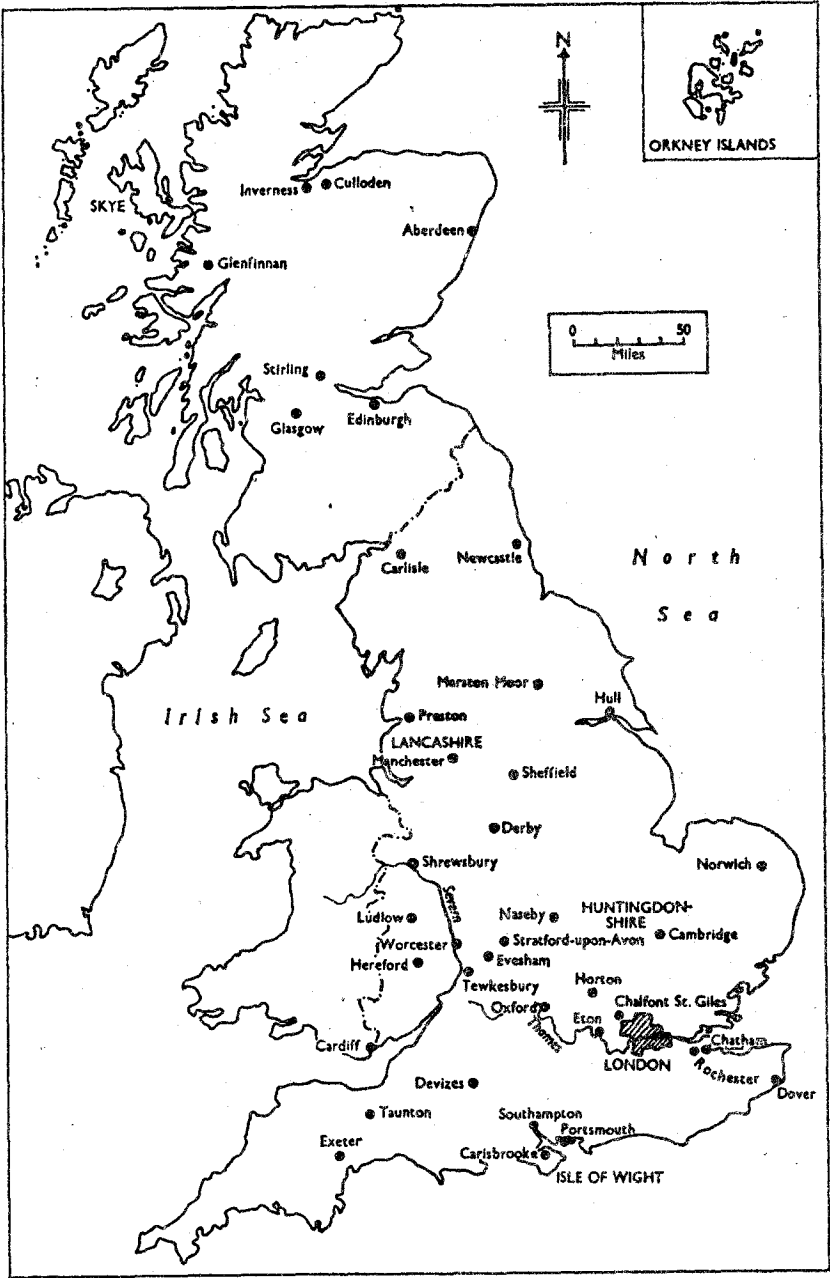 N
ORKNEY ISLANDS
Inverness
Culloden
SKYE
Aberdeen
Glenfinnan
0 50
Miles
Stirling
Glasgow
Edinburgh
Carlisle
Newcastle
North
Sea
Marston Moor
Hull
Irish Sea
Preston
LANCASHIRE
Manchester
Sheffield
Derby
Shrewsbury
Norwich
Severn
Ludlow
Naseby
HUNTINGDON-
SHIRE
Worcester
Stratford-upon-Avon
Cambridge
Hereford
Evesham
Tewkesbury
Horton
Oxford
Chalfont St. Giles
Eton
Thames
Cardiff
LONDON
Chatham
Rochester
Devizes
Dover
Taunton
Southampton
Portsmouth
Exeter
Carisbrooke
ISLE OF WIGHT